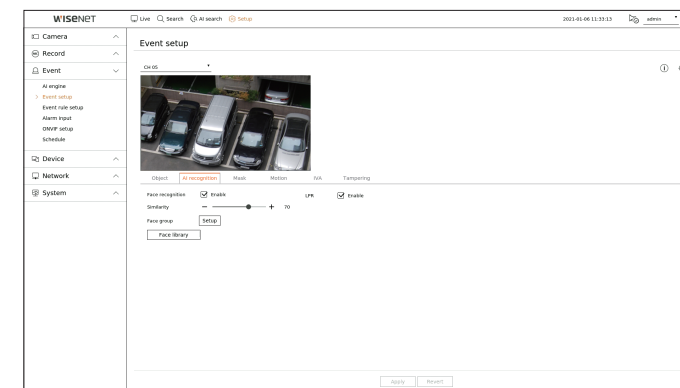 WISENET Live Search AI search Setup 2021-01-06 11:33:13 admin
Camera
Record
Event
AI engine
Event setup
Event rule setup
Alarm input
ONVIF setup
Schedule
Device
Network
System
Event setup
CH 05
Object AI recognition Mask Motion IVA Tampering
Face recognition Enable LPR Enable
Similarity 70
Face group Setup
Face library
Apply Revert